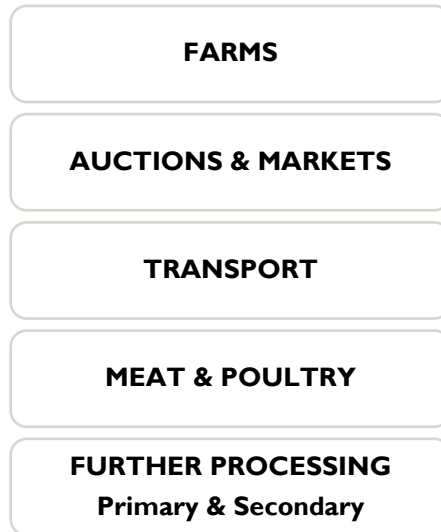 FARMS
AUCTIONS & MARKETS
TRANSPORT
MEAT & POULTRY
FURTHER PROCESSING
Primary & Secondary